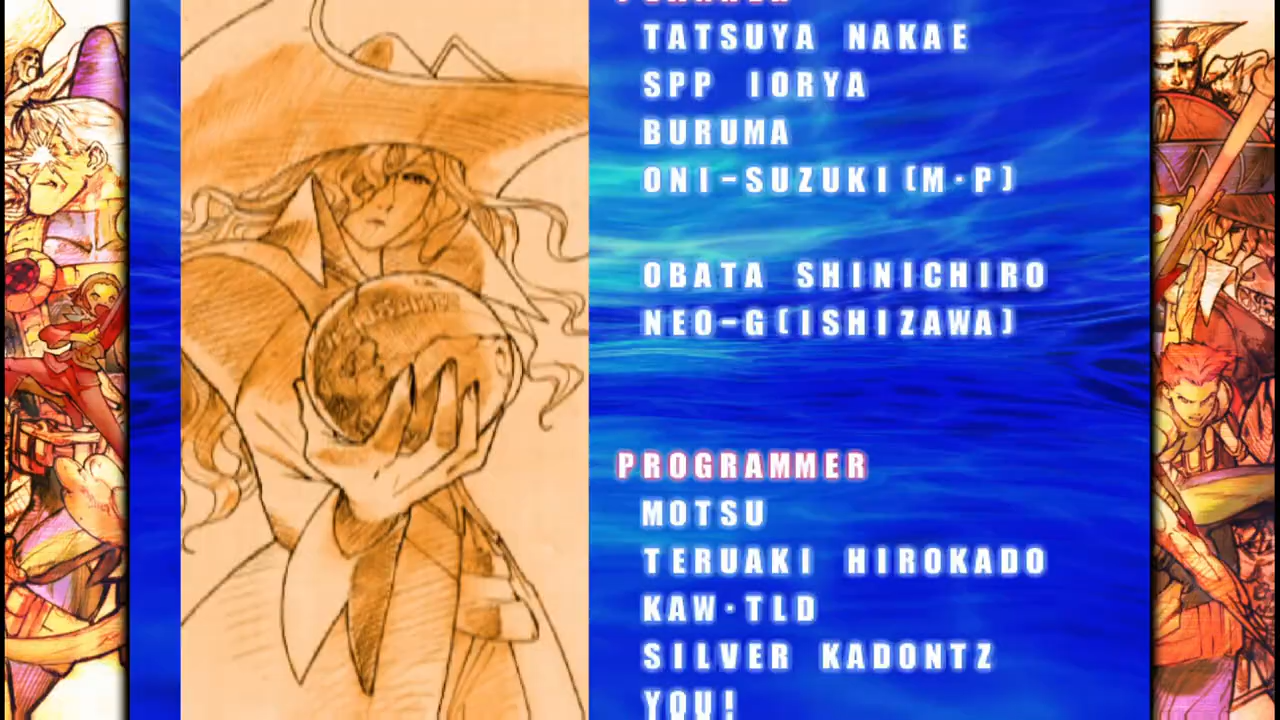 TATSUYA NAKAE
SPP IORYA
BURUMA
ONI-SUZUKI(M·P)
OBATA SHINICHIRO
NEO-G(ISHIZAWA)
PROGRAMMER
MOTSU
TERUAKI HIROKADO
KAW·TLD
SILVER KADONTZ
YOU!